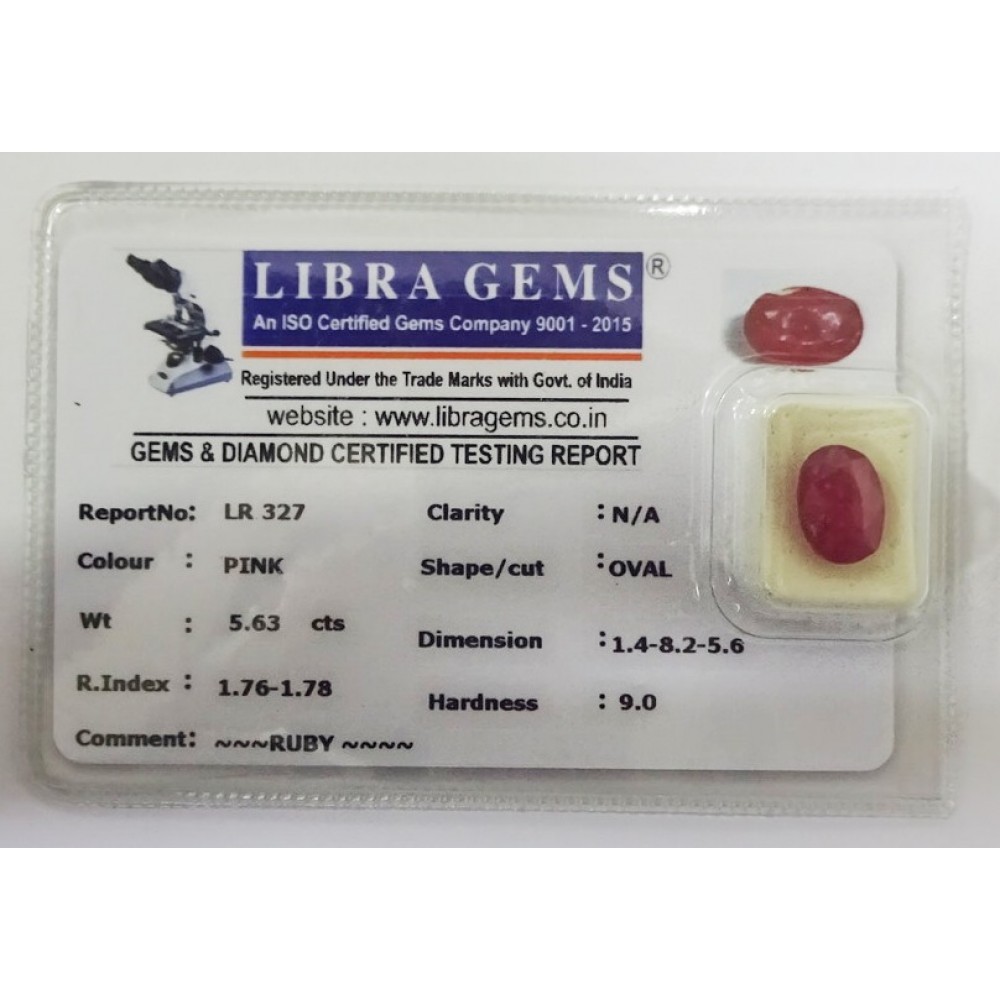 LIBRA GEMS ®
An ISO Certified Gems Company 9001 - 2015
Registered Under the Trade Marks with Govt. of India
website : www.libragems.co.in
GEMS & DIAMOND CERTIFIED TESTING REPORT
ReportNo: LR 327 Clarity : N/A
Colour : PINK Shape/cut : OVAL
Wt : 5.63 cts Dimension : 1.4-8.2-5.6
R.Index : 1.76-1.78 Hardness : 9.0
Comment: ~~~RUBY ~~~~